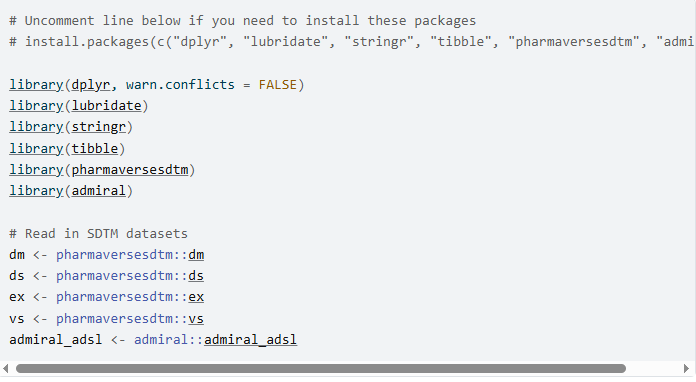 # Uncomment line below if you need to install these packages
# install.packages(c("dplyr", "lubridate", "stringr", "tibble", "pharmaversesdtm", "admi
library(dplyr, warn.conflicts = FALSE)
library(lubridate)
library(stringr)
library(tibble)
library(pharmaversesdtm)
library(admiral)
# Read in SDTM datasets
dm <- pharmaversesdtm::dm
ds <- pharmaversesdtm::ds
ex <- pharmaversesdtm::ex
vs <- pharmaversesdtm::vs
admiral_adsl <- admiral::admiral_adsl